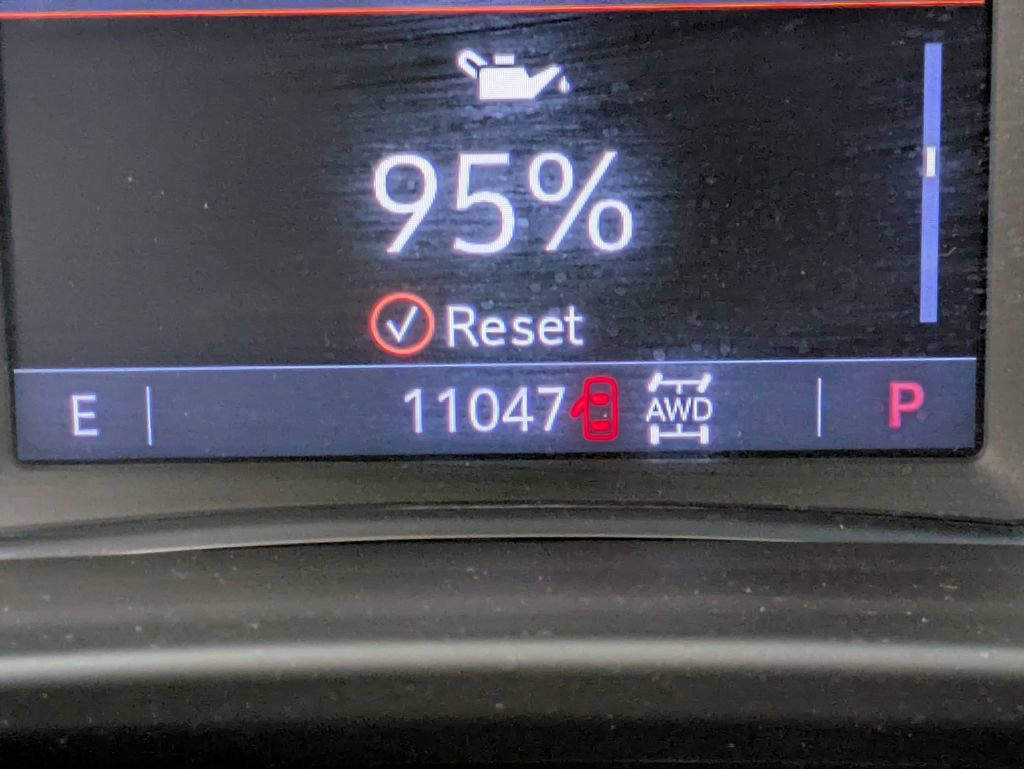 95%
Reset
E 11047 AWD P